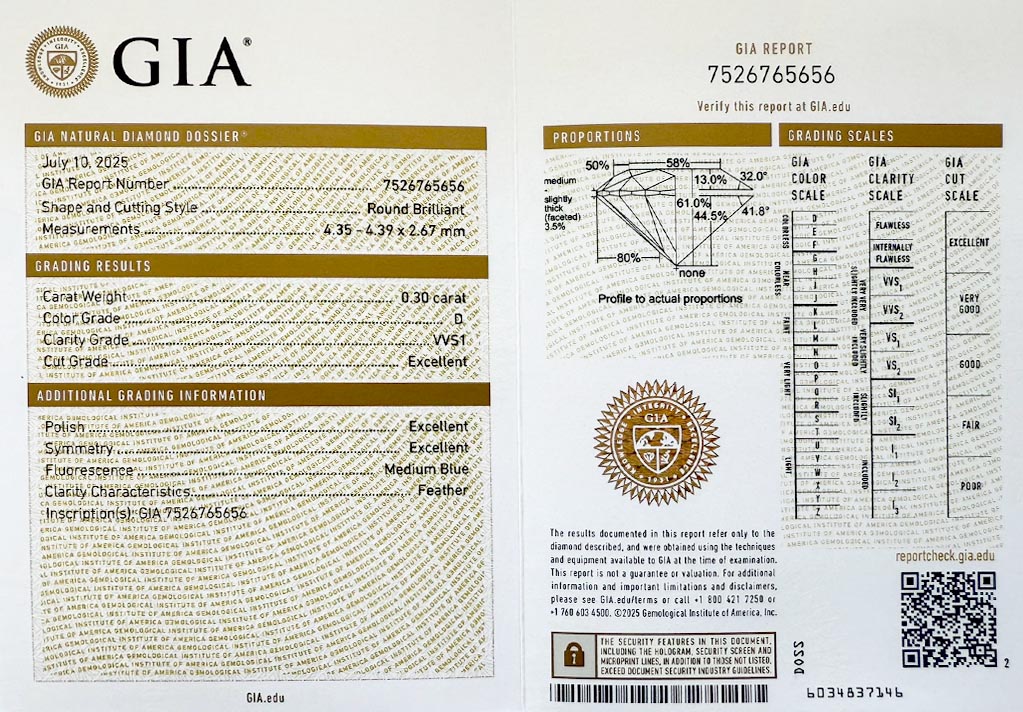 GIA®
GIA NATURAL DIAMOND DOSSIER®
July 10, 2025
GIA Report Number 7526765656
Shape and Cutting Style Round Brilliant
Measurements 4.35 - 4.39 x 2.67 mm
GRADING RESULTS
Carat Weight 0.30 carat
Color Grade D
Clarity Grade VVS1
Cut Grade Excellent
ADDITIONAL GRADING INFORMATION
Polish Excellent
Symmetry Excellent
Fluorescence Medium Blue
Clarity Characteristics Feather
Inscription(s): GIA 7526765656
GIA.edu
GIA REPORT
7526765656
Verify this report at GIA.edu
PROPORTIONS
50%
58%
13.0%
32.0°
medium
-
slightly
thick
(faceted)
3.5%
61.0%
44.5%
41.8°
80%
none
Profile to actual proportions
GIA
The results documented in this report refer only to the
diamond described, and were obtained using the techniques
and equipment available to GIA at the time of examination.
This report is not a guarantee or valuation. For additional
information and important limitations and disclaimers,
please see GIA.edu/terms or call +1 800 421 7250 or
+1 760 603 4500. ©2025 Gemological Institute of America, Inc.
THE SECURITY FEATURES IN THIS DOCUMENT,
INCLUDING THE HOLOGRAM, SECURITY SCREEN AND
MICROPRINT LINES, IN ADDITION TO THOSE NOT LISTED,
EXCEED DOCUMENT SECURITY INDUSTRY GUIDELINES.
GRADING SCALES
GIA
COLOR
SCALE
COLORLESS
D
E
F
NEAR
COLORLESS
G
H
I
J
FAINT
K
L
M
VERY LIGHT
N
O
P
Q
R
LIGHT
S
T
U
V
W
X
Y
Z
GIA
CLARITY
SCALE
FLAWLESS
INTERNALLY
FLAWLESS
VERY VERY
SLIGHTLY INCLUDED
VVS1
VVS2
VERY SLIGHTLY
INCLUDED
VS1
VS2
SLIGHTLY
INCLUDED
SI1
SI2
INCLUDED
I1
I2
I3
GIA
CUT
SCALE
EXCELLENT
VERY
GOOD
GOOD
FAIR
POOR
reportcheck.gia.edu
D022
6034837146
2